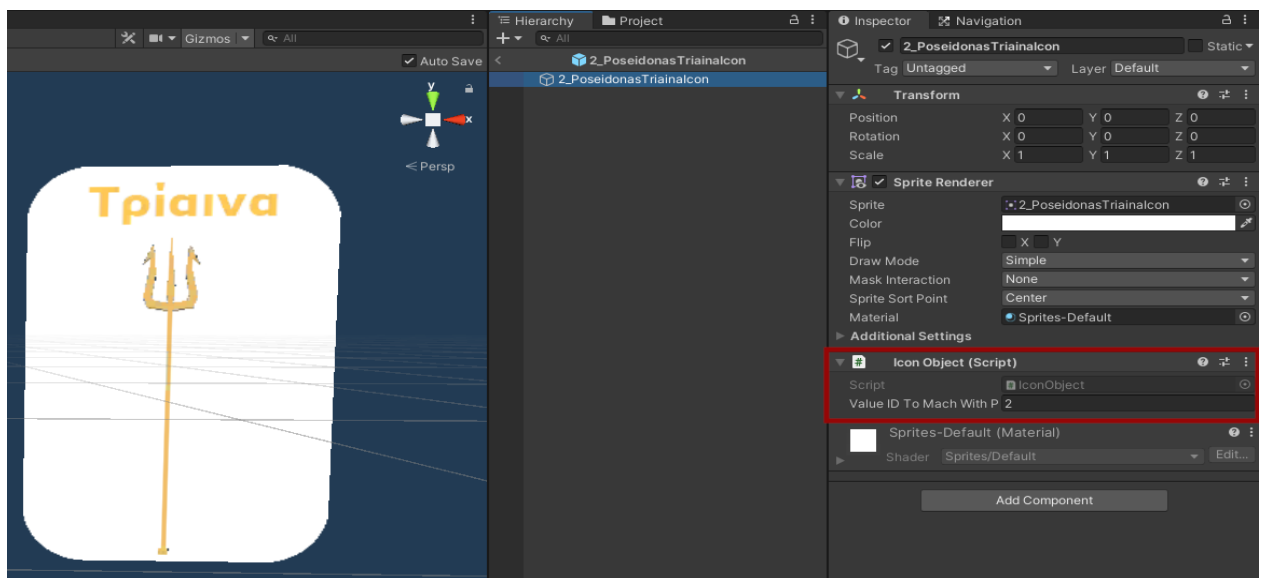 Gizmos All
Auto Save
y
x
Persp
Τρίαινα
Hierarchy Project
All
2_PoseidonasTriainaIcon
2_PoseidonasTriainaIcon
Inspector Navigation
2_PoseidonasTriainaIcon Static
Tag Untagged Layer Default
Transform
Position X 0 Y 0 Z 0
Rotation X 0 Y 0 Z 0
Scale X 1 Y 1 Z 1
Sprite Renderer
Sprite 2_PoseidonasTriainaIcon
Color
Flip X Y
Draw Mode Simple
Mask Interaction None
Sprite Sort Point Center
Material Sprites-Default
Additional Settings
# Icon Object (Script)
Script IconObject
Value ID To Mach With P 2
Sprites-Default (Material)
Shader Sprites/Default Edit...
Add Component